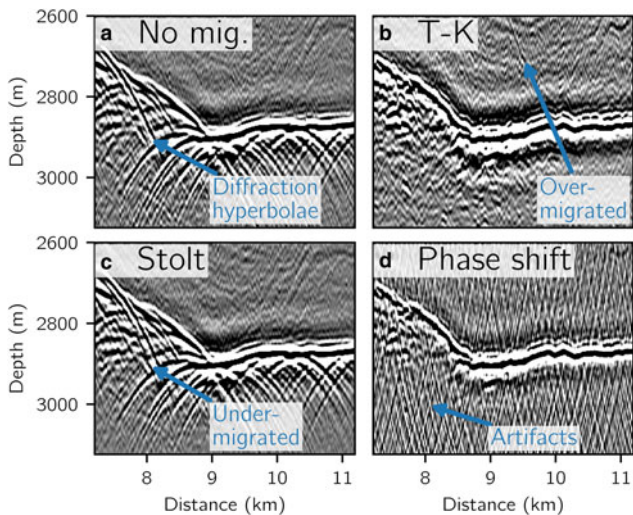 a No mig.
b T-K
Depth (m)
2600
2800
3000
Diffraction
hyperbolae
Over-
migrated
c Stolt
d Phase shift
Depth (m)
2600
2800
3000
Under-
migrated
Artifacts
8 9 10 11
8 9 10 11
Distance (km)
Distance (km)